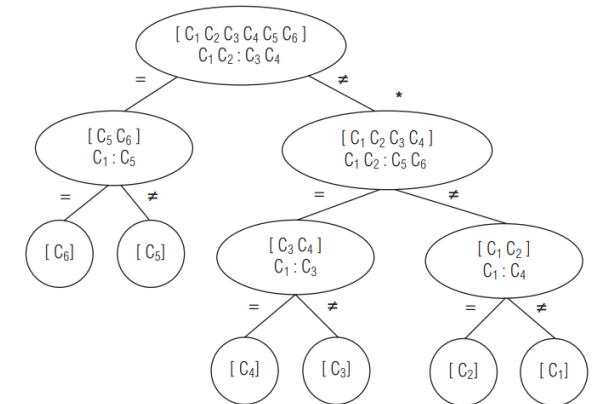 [ C₁ C₂ C₃ C₄ C₅ C₆ ]
C₁ C₂ : C₃ C₄
= ≠
*
[ C₅ C₆ ]
C₁ : C₅
[ C₁ C₂ C₃ C₄ ]
C₁ C₂ : C₅ C₆
= ≠ = ≠
[ C₆]
[ C₅]
[ C₃ C₄ ]
C₁ : C₃
[ C₁ C₂ ]
C₁ : C₄
= ≠ = ≠
[ C₄]
[ C₃]
[ C₂]
[ C₁]